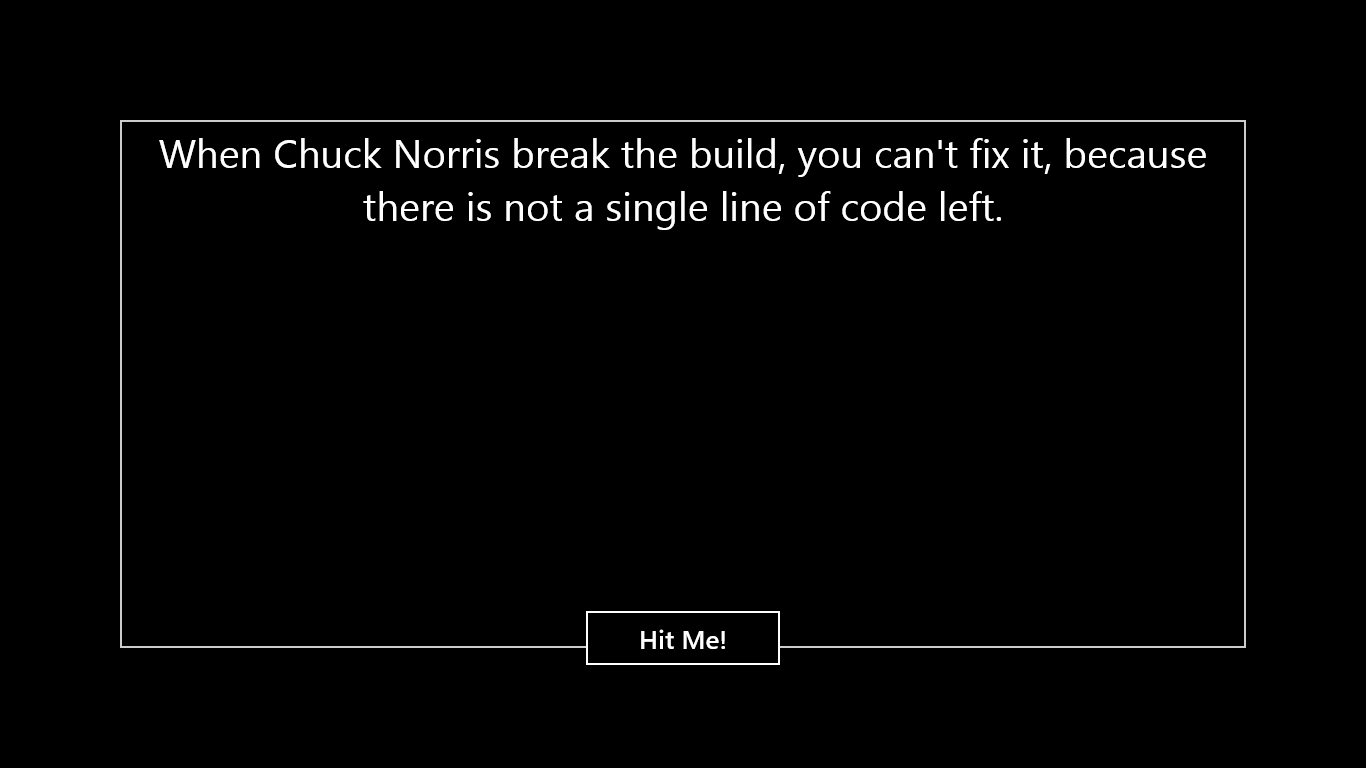 When Chuck Norris break the build, you can't fix it, because
there is not a single line of code left.
Hit Me!